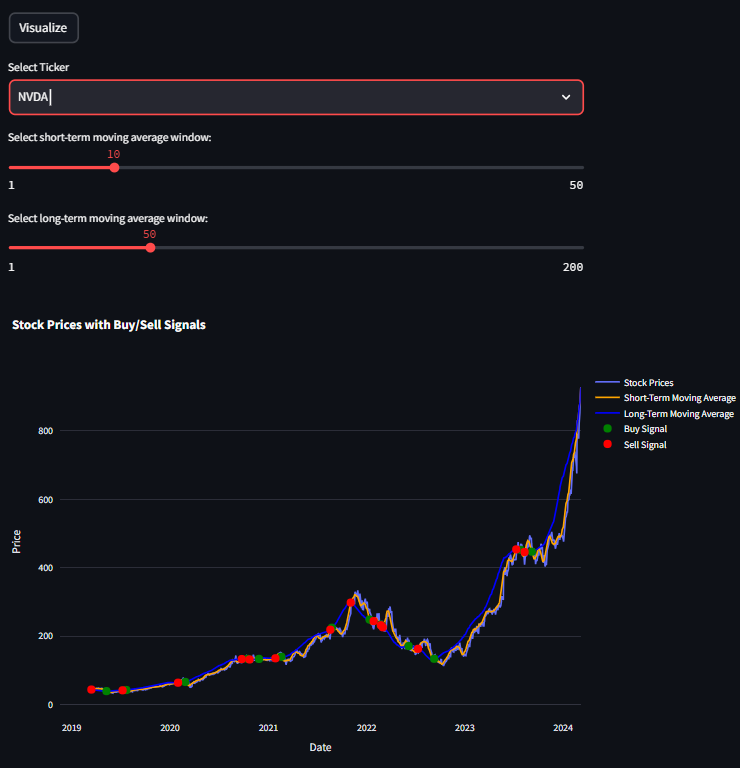 Visualize
Select Ticker
NVDA
Select short-term moving average window:
10
1 50
Select long-term moving average window:
50
1 200
Stock Prices with Buy/Sell Signals
Stock Prices
Short-Term Moving Average
Long-Term Moving Average
Buy Signal
Sell Signal
800
600
400
200
0
Price
2019 2020 2021 2022 2023 2024
Date